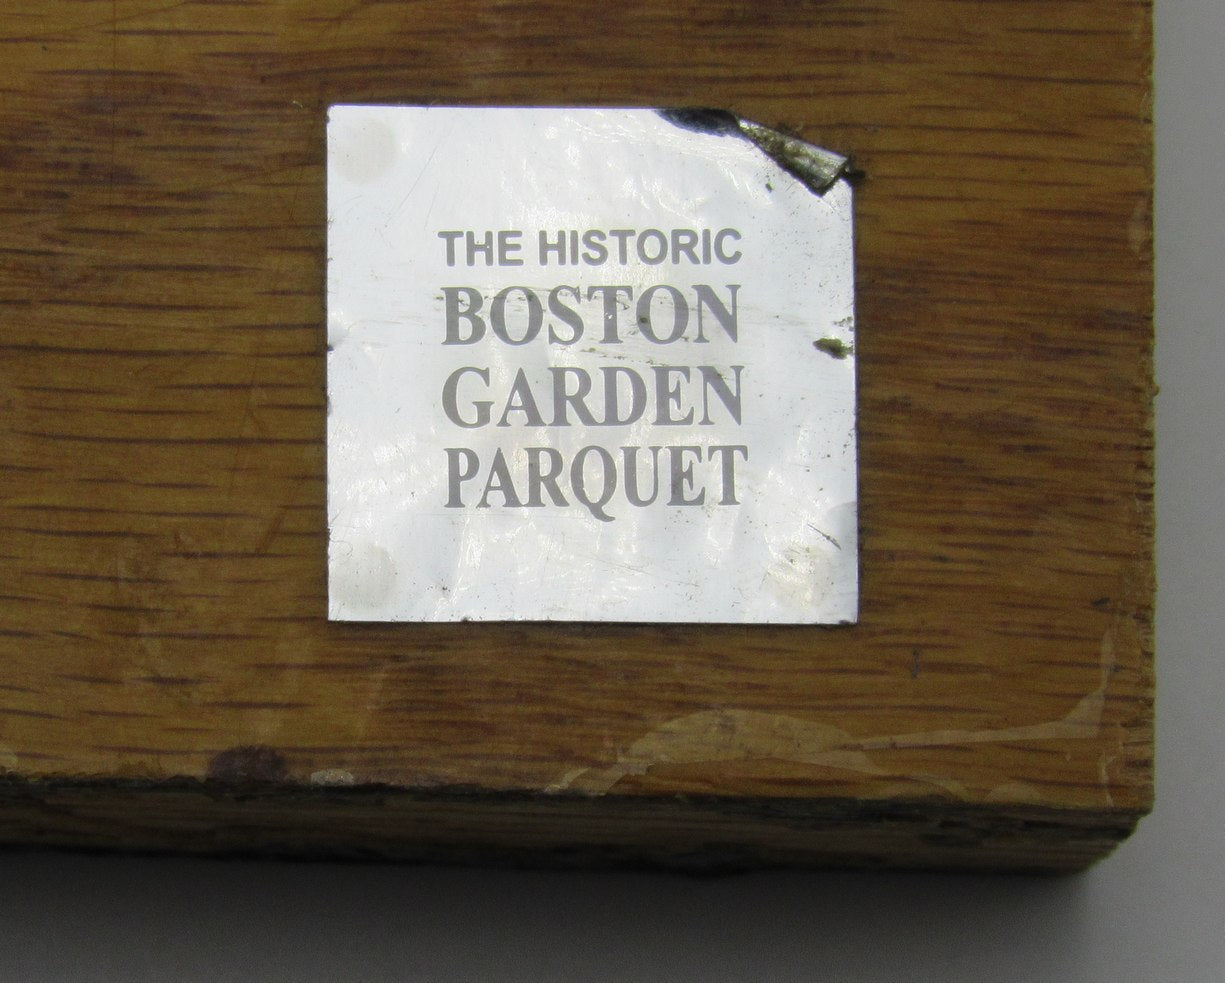 THE HISTORIC
BOSTON
GARDEN
PARQUET